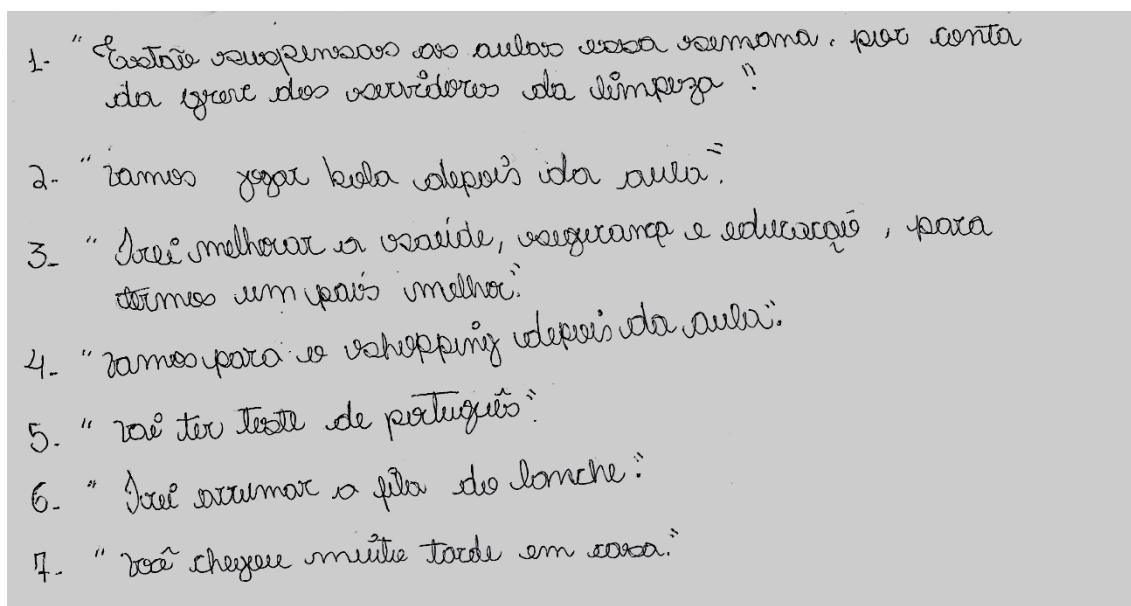 1- "Estão suspensas as aulas essa semana. por conta
da greve dos servidores da limpeza".
2- "vamos jogar bola depois da aula".
3- "Irei melhorar a saúde, segurança e educação, para
termos um país melhor".
4- "vamos para o shopping depois da aula".
5- "vai ter teste de português".
6- "Irei arrumar a fila do lanche".
7- "você chegou muito tarde em casa."